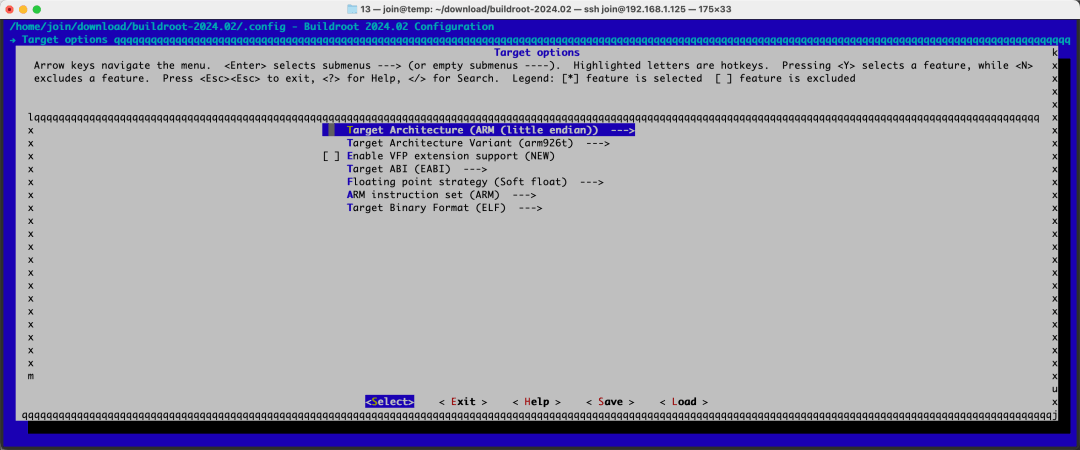 13 — join@temp: ~/download/buildroot-2024.02 — ssh join@192.168.1.125 — 175×33
/home/join/download/buildroot-2024.02/.config - Buildroot 2024.02 Configuration
→ Target options qqqqqqqqqqqqqqqqqqqqqqqqqqqqqqqqqqqqqqqqqqqqqqqqqqqqqqqqqqqqqqqqqqqqqqqqqqqqqqqqqqqqqqqqqqqqqqqqqqqqqqqqqqqqqqqqqqqqqqqqqqqqqqqqqqqqqqqqqqqqqqqqqqqqqqqqqqqqqqq
Target options k
Arrow keys navigate the menu.  <Enter> selects submenus ---> (or empty submenus ----).  Highlighted letters are hotkeys.  Pressing <Y> selects a feature, while <N> x
excludes a feature.  Press <Esc><Esc> to exit, <?> for Help, </> for Search.  Legend: [*] feature is selected  [ ] feature is excluded x
x
x
lqqqqqqqqqqqqqqqqqqqqqqqqqqqqqqqqqqqqqqqqqqqqqqqqqqqqqqqqqqqqqqqqqqqqqqqqqqqqqqqqqqqqqqqqqqqqqqqqqqqqqqqqqqqqqqqqqqqqqqqqqqqqqqqqqqqqqqqqqqqqqqqqqqqqqqqqqqqqqqqqqqq x
x Target Architecture (ARM (little endian))  ---> x
x Target Architecture Variant (arm926t)  ---> x
x [ ] Enable VFP extension support (NEW) x
x Target ABI (EABI)  ---> x
x Floating point strategy (Soft float)  ---> x
x ARM instruction set (ARM)  ---> x
x Target Binary Format (ELF)  ---> x
x x
x x
x x
x x
x x
x x
x x
x x
x x
x x
x x
x x
m x
u
<Select> < Exit > < Help > < Save > < Load > x
qqqqqqqqqqqqqqqqqqqqqqqqqqqqqqqqqqqqqqqqqqqqqqqqqqqqqqqqqqqqqqqqqqqqqqqqqqqqqqqqqqqqqqqqqqqqqqqqqqqqqqqqqqqqqqqqqqqqqqqqqqqqqqqqqqqqqqqqqqqqqqqqqqqqqqqqqqqqqqqqqqqqj